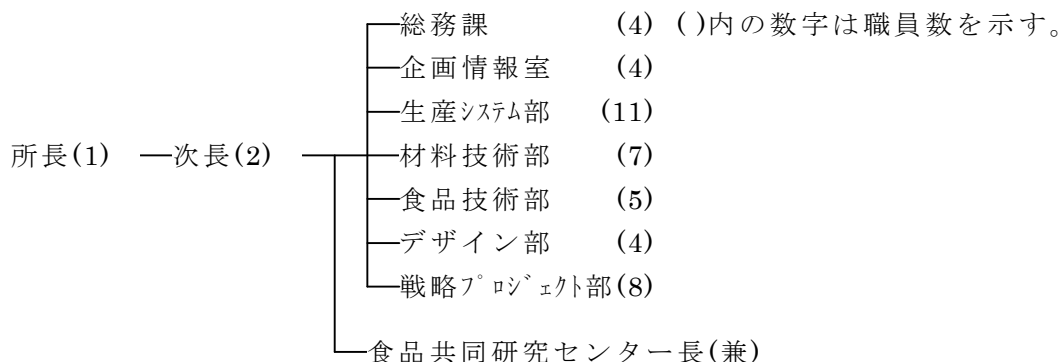 総務課 (4) ( )内の数字は職員数を示す。
企画情報室 (4)
生産ｼｽﾃﾑ部 (11)
所長(1) 次長(2) 材料技術部 (7)
食品技術部 (5)
デザイン部 (4)
戦略ﾌﾟﾛｼﾞｪｸﾄ部(8)
食品共同研究センター長(兼)